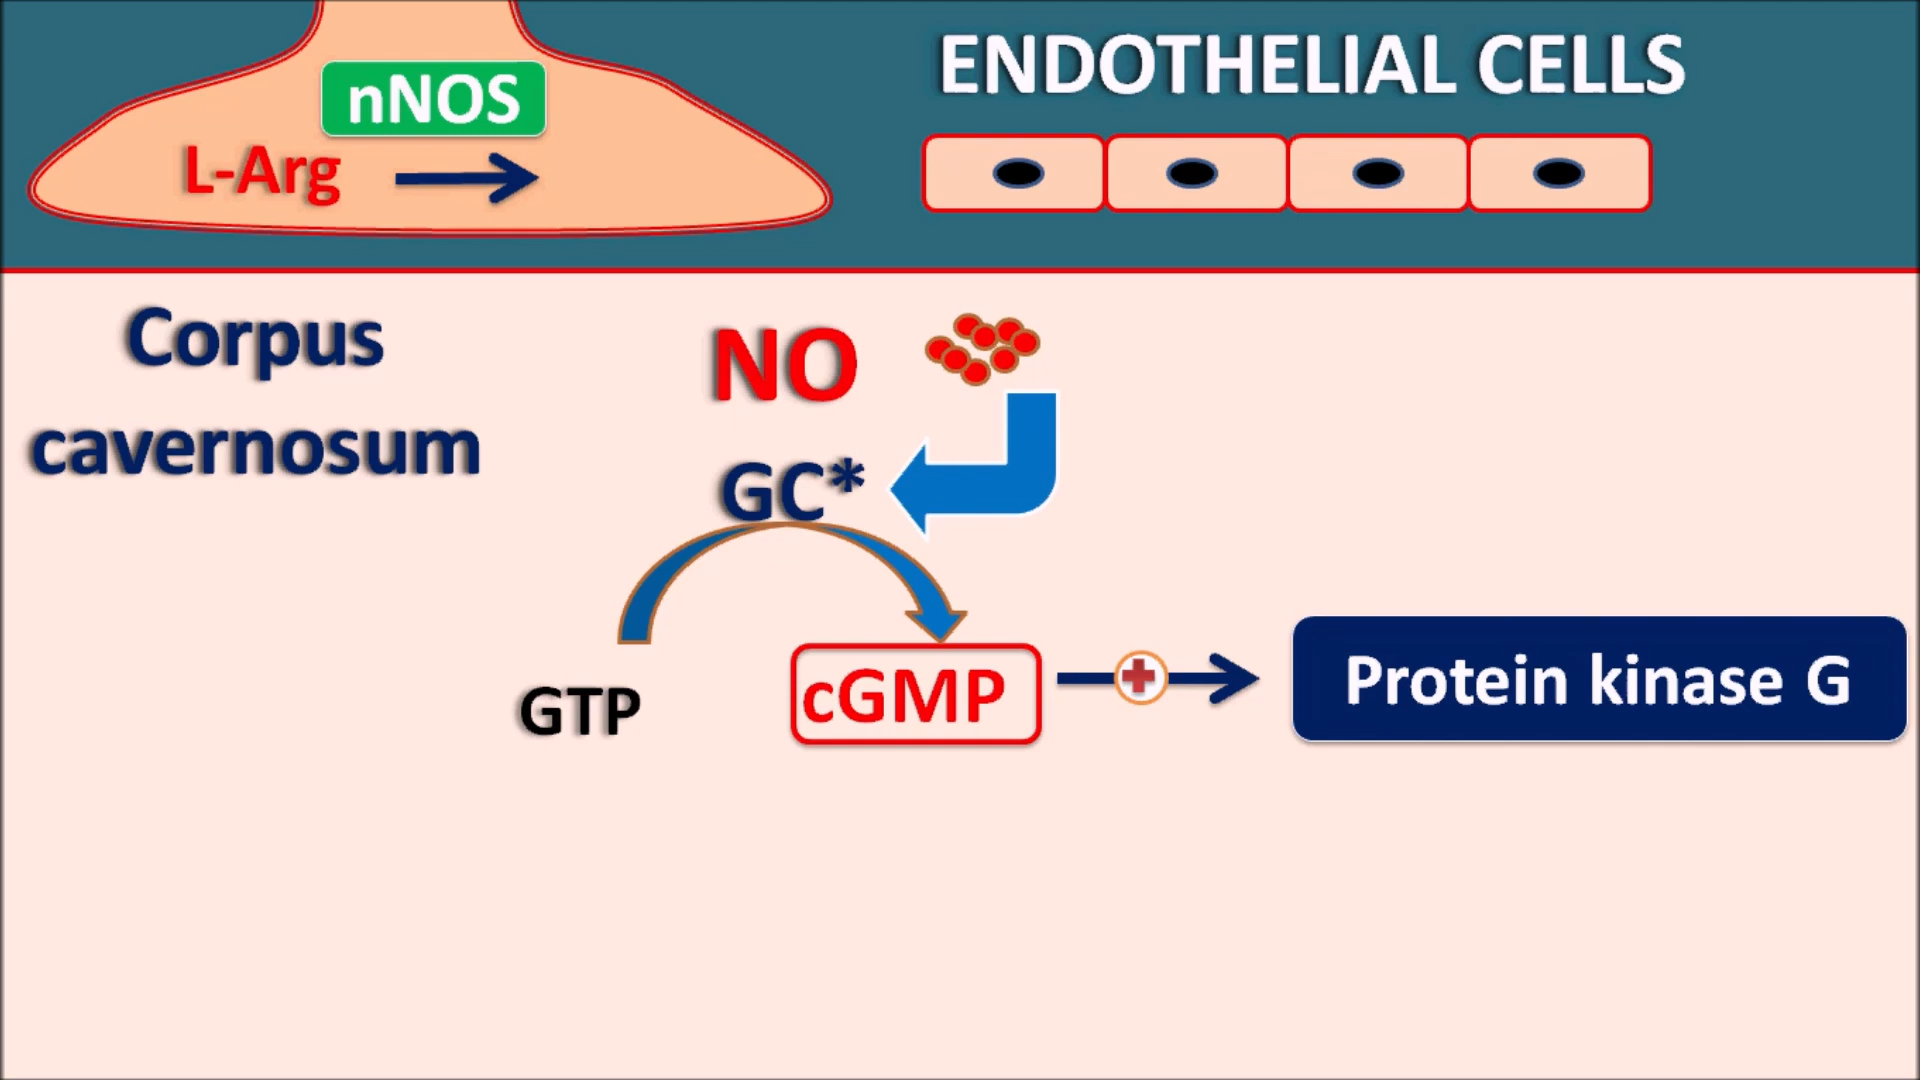 nNOS
L-Arg
ENDOTHELIAL CELLS
Corpus
cavernosum
NO
GC*
GTP
cGMP
Protein kinase G